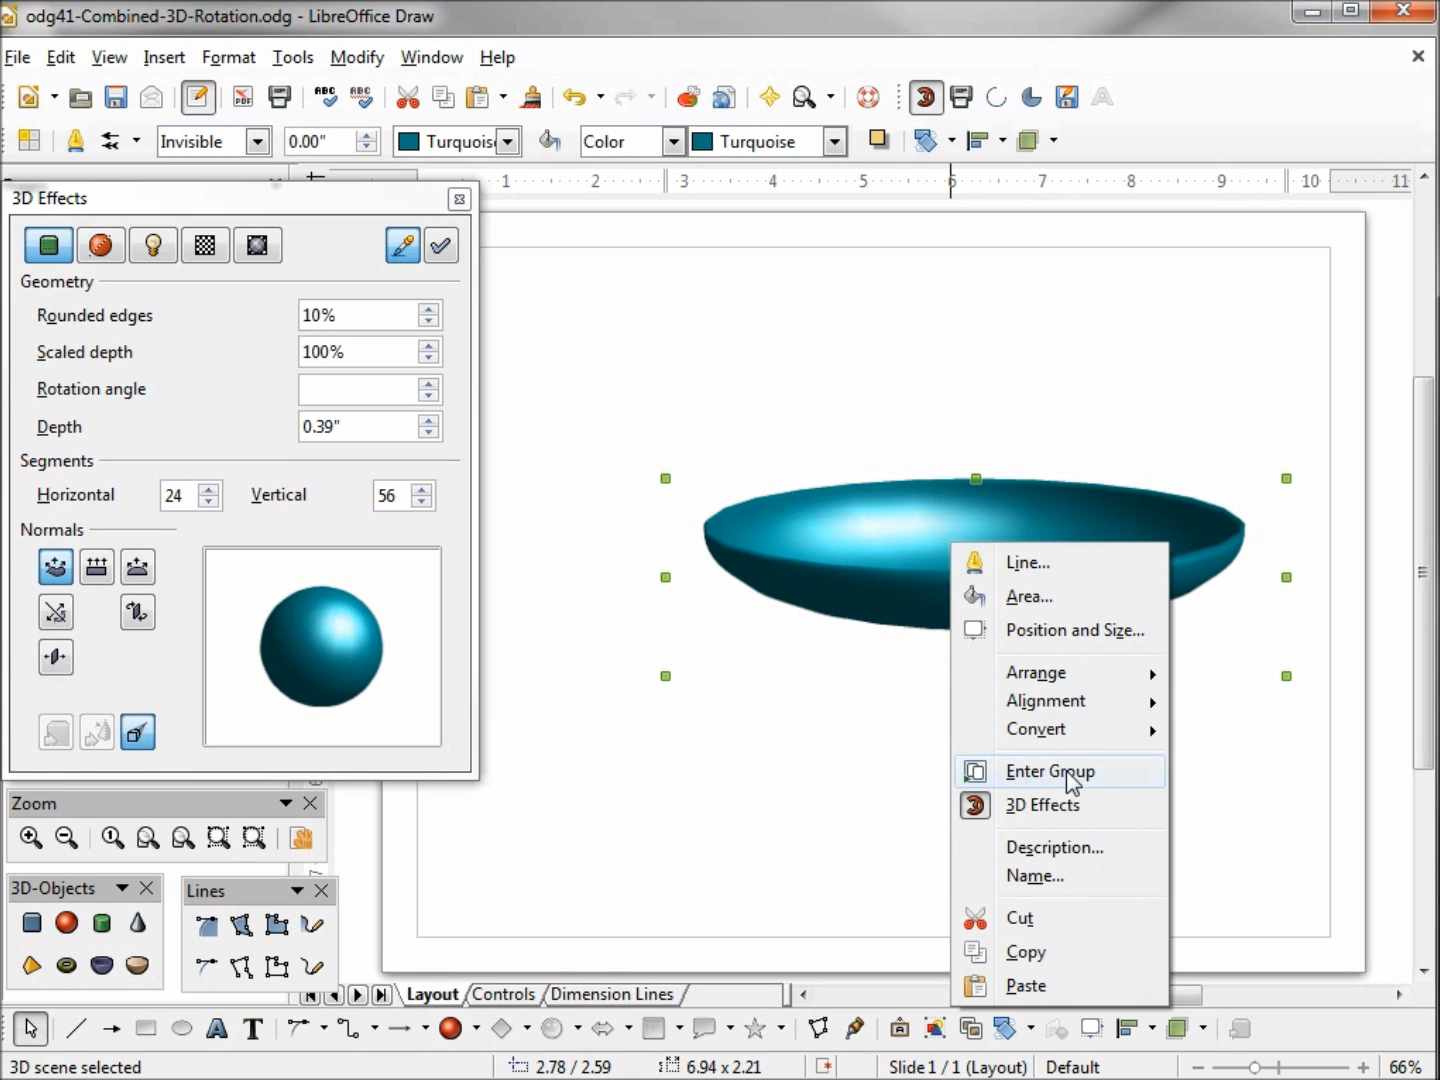 odg41-Combined-3D-Rotation.odg - LibreOffice Draw
File Edit View Insert Format Tools Modify Window Help
PDF ABC ABC
Invisible 0.00" Turquois Color Turquoise
1 2 3 4 5 6 7 8 9 10 11
3D Effects
Geometry
Rounded edges 10%
Scaled depth 100%
Rotation angle
Depth 0.39"
Segments
Horizontal 24 Vertical 56
Normals
Line...
Area...
Position and Size...
Arrange
Alignment
Convert
Enter Group
3D Effects
Description...
Name...
Cut
Copy
Paste
Zoom
3D-Objects
Lines
Layout Controls Dimension Lines
3D scene selected 2.78 / 2.59 6.94 x 2.21 Slide 1 / 1 (Layout) Default 66%